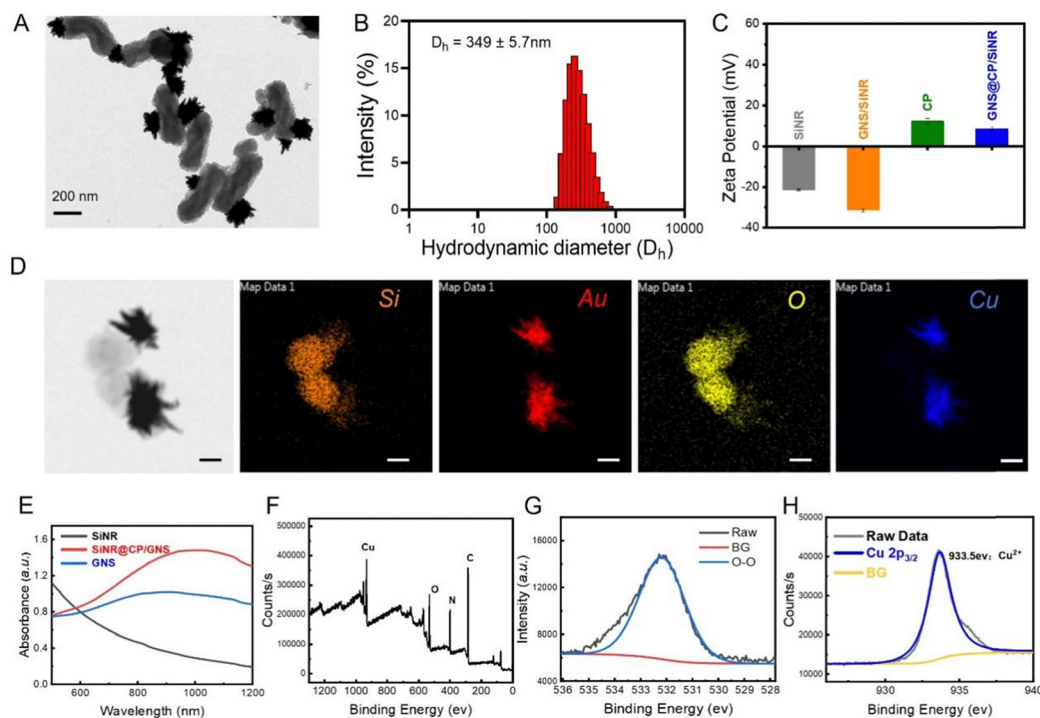 A
200 nm
B
D_h = 349 ± 5.7nm
Intensity (%)
20
15
10
5
0
1
10
100
1000
10000
Hydrodynamic diameter (D_h)
C
Zeta Potential (mV)
60
40
20
0
-20
-40
SiNR
GNS/SiNR
CP
GNS@CP/SiNR
D
Map Data 1
Si
Map Data 1
Au
Map Data 1
O
Map Data 1
Cu
E
Absorbance (a.u.)
1.8
1.4
0.9
0.5
0.0
SiNR
SiNR@CP/GNS
GNS
600
800
1000
1200
Wavelength (nm)
F
Counts/s
500000
400000
300000
200000
100000
0
Cu
O
N
C
1200
1000
800
600
400
200
0
Binding Energy (ev)
G
Intensity (a.u.)
16000
12000
8000
4000
Raw
BG
O-O
536
535
534
533
532
531
530
529
528
Binding Energy (ev)
H
Counts/s
50000
40000
30000
20000
10000
Raw Data
Cu 2p3/2
BG
933.5ev: Cu²⁺
930
935
940
Binding Energy (ev)